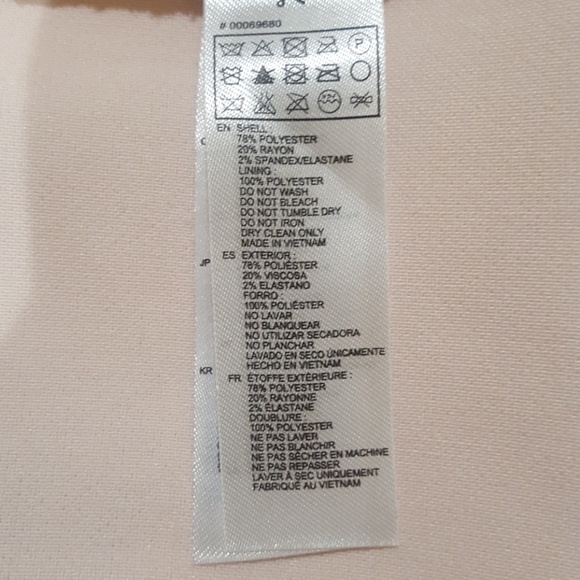 # 00069680
P
EN SHELL :
78% POLYESTER
20% RAYON
2% SPANDEX/ELASTANE
LINING :
100% POLYESTER
DO NOT WASH
DO NOT BLEACH
DO NOT TUMBLE DRY
DO NOT IRON
DRY CLEAN ONLY
MADE IN VIETNAM
JP
ES EXTERIOR :
78% POLIÉSTER
20% VISCOSA
2% ELASTANO
FORRO :
100% POLIÉSTER
NO LAVAR
NO BLANQUEAR
NO UTILIZAR SECADORA
NO PLANCHAR
LAVADO EN SECO ÚNICAMENTE
HECHO EN VIETNAM
KR
FR ÉTOFFE EXTÉRIEURE :
78% POLYESTER
20% RAYONNE
2% ÉLASTANE
DOUBLURE :
100% POLYESTER
NE PAS LAVER
NE PAS BLANCHIR
NE PAS SÉCHER EN MACHINE
NE PAS REPASSER
LAVER À SEC UNIQUEMENT
FABRIQUÉ AU VIETNAM